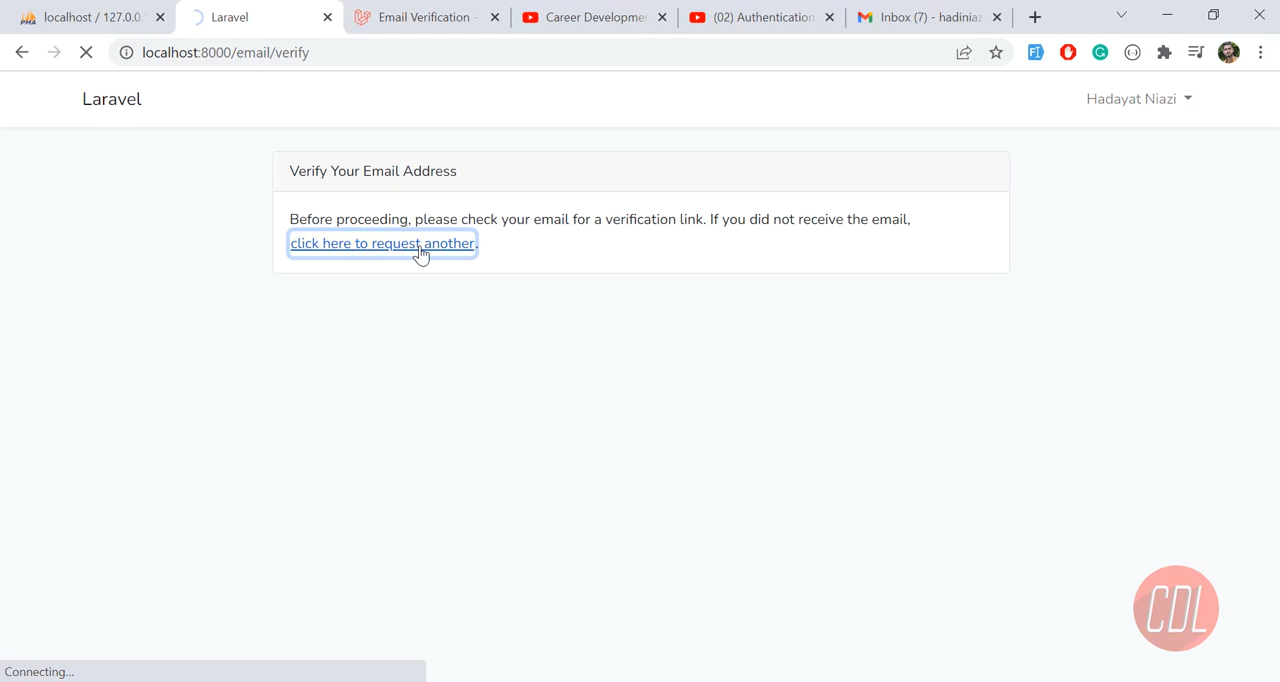 localhost / 127.0.0.
Laravel
Email Verification -
Career Developmen
(02) Authentication
Inbox (7) - hadiniaz
localhost:8000/email/verify
Laravel
Hadayat Niazi
Verify Your Email Address
Before proceeding, please check your email for a verification link. If you did not receive the email,
click here to request another.
CDL
Connecting...